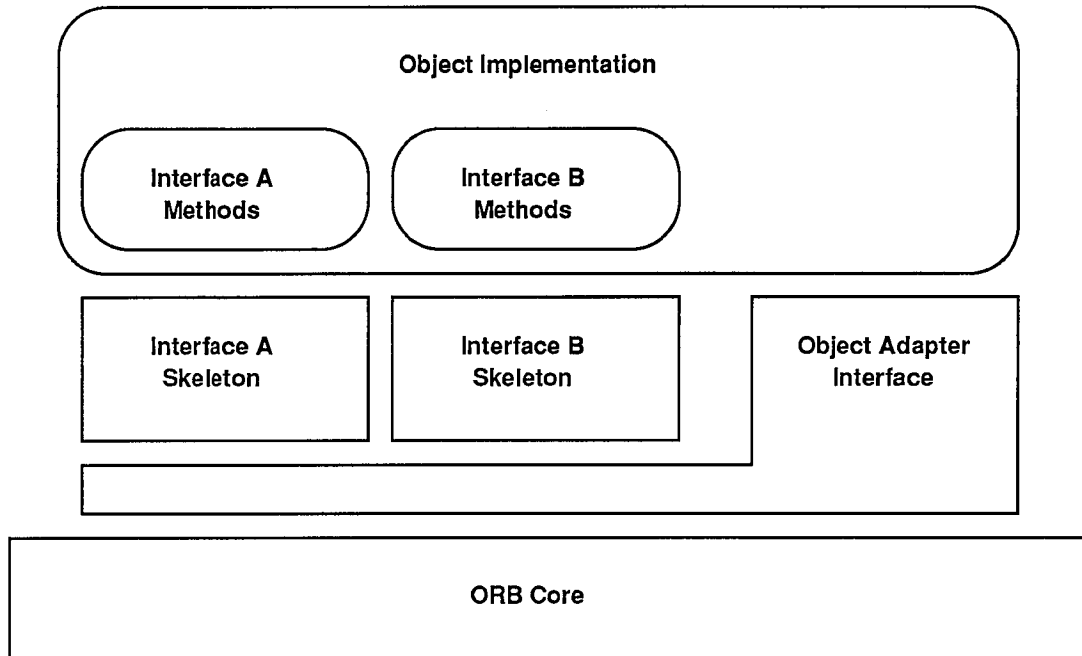 Object Implementation
Interface A
Methods
Interface B
Methods
Interface A
Skeleton
Interface B
Skeleton
Object Adapter
Interface
ORB Core